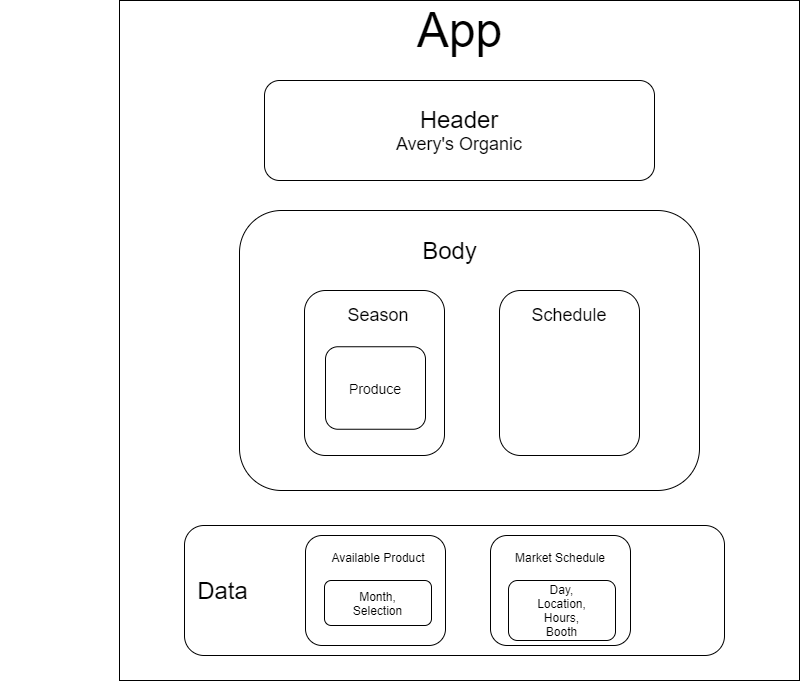 App
Header
Avery's Organic
Body
Season
Schedule
Produce
Data
Available Product
Month,
Selection
Market Schedule
Day,
Location,
Hours,
Booth